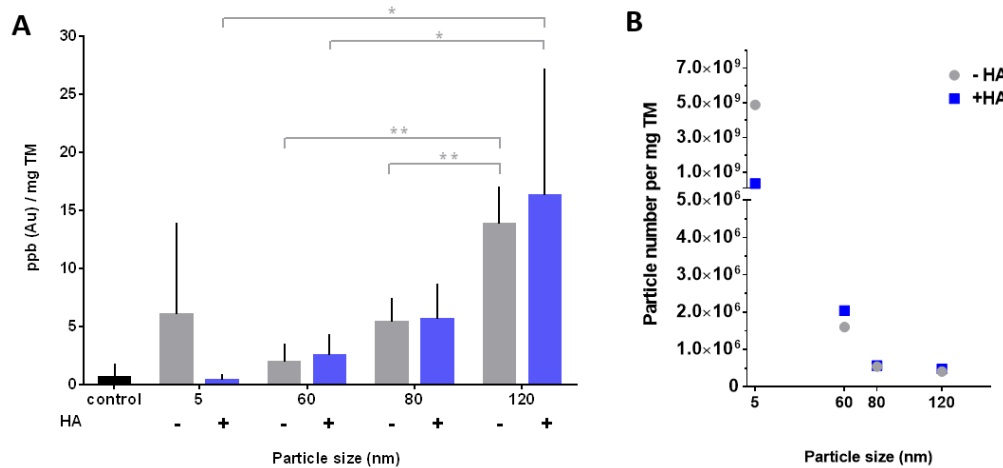 A
ppb (Au) / mg TM
30
25
20
15
10
5
0
*
*
**
**
control 5 60 80 120
HA - + - + - + - +
Particle size (nm)
B
Particle number per mg TM
7.0×10⁹
5.0×10⁹
3.0×10⁹
1.0×10⁹
5.0×10⁶
4.0×10⁶
3.0×10⁶
2.0×10⁶
1.0×10⁶
0
- HA
+HA
5 60 80 120
Particle size (nm)